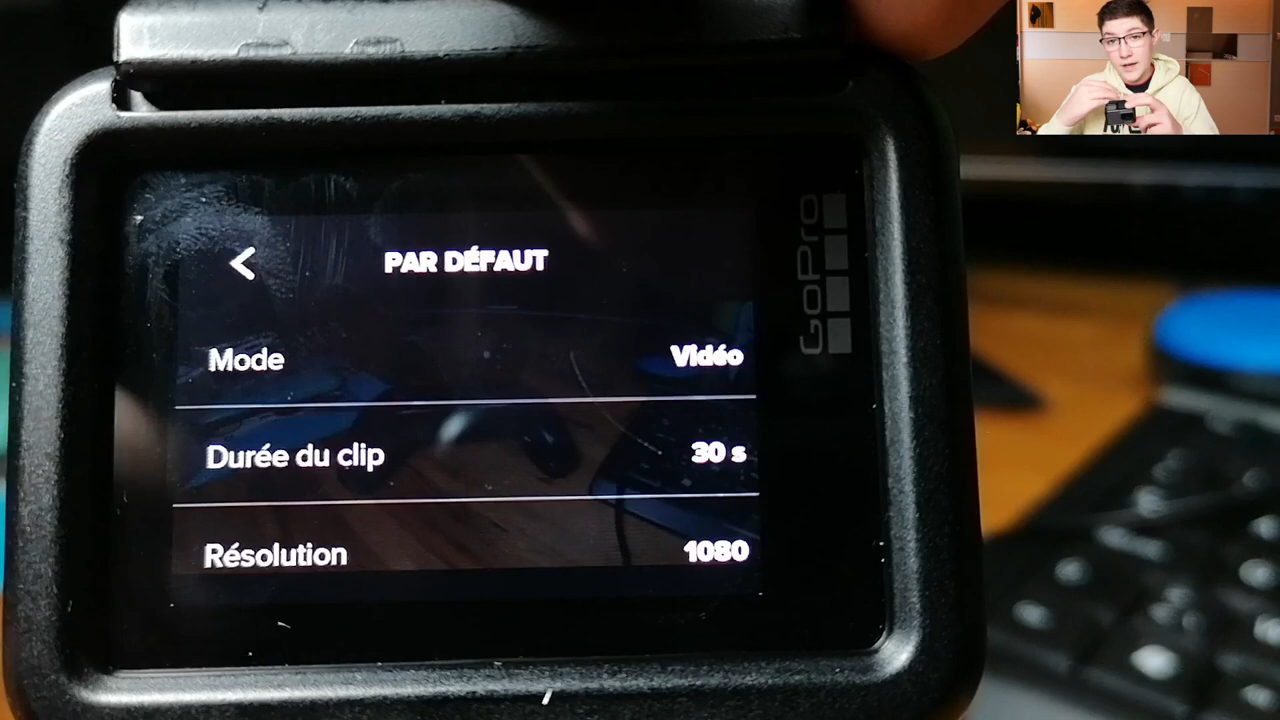 PAR DÉFAUT
Mode Vidéo
Durée du clip 30 s
Résolution 1080
GoPro